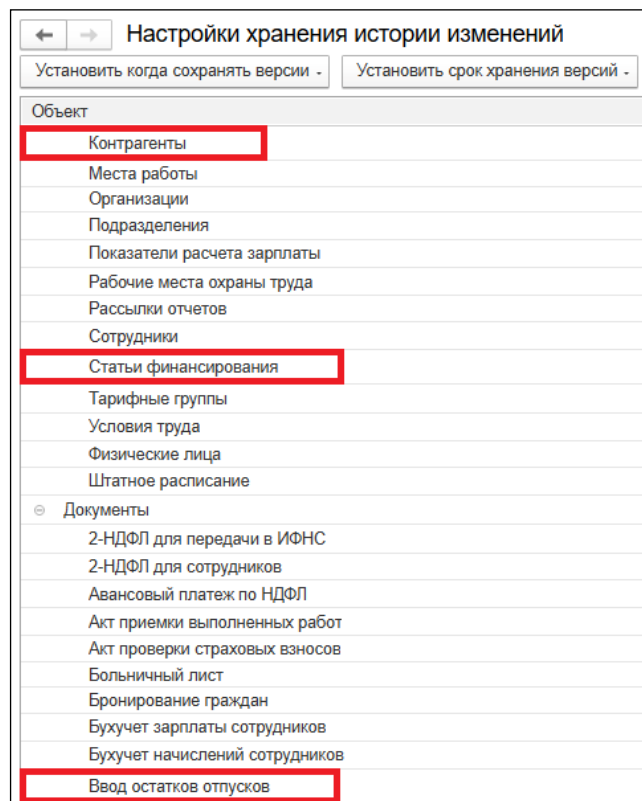 Настройки хранения истории изменений
Установить когда сохранять версии Установить срок хранения версий
Объект
Контрагенты
Места работы
Организации
Подразделения
Показатели расчета зарплаты
Рабочие места охраны труда
Рассылки отчетов
Сотрудники
Статьи финансирования
Тарифные группы
Условия труда
Физические лица
Штатное расписание
Документы
2-НДФЛ для передачи в ИФНС
2-НДФЛ для сотрудников
Авансовый платеж по НДФЛ
Акт приемки выполненных работ
Акт проверки страховых взносов
Больничный лист
Бронирование граждан
Бухучет зарплаты сотрудников
Бухучет начислений сотрудников
Ввод остатков отпусков